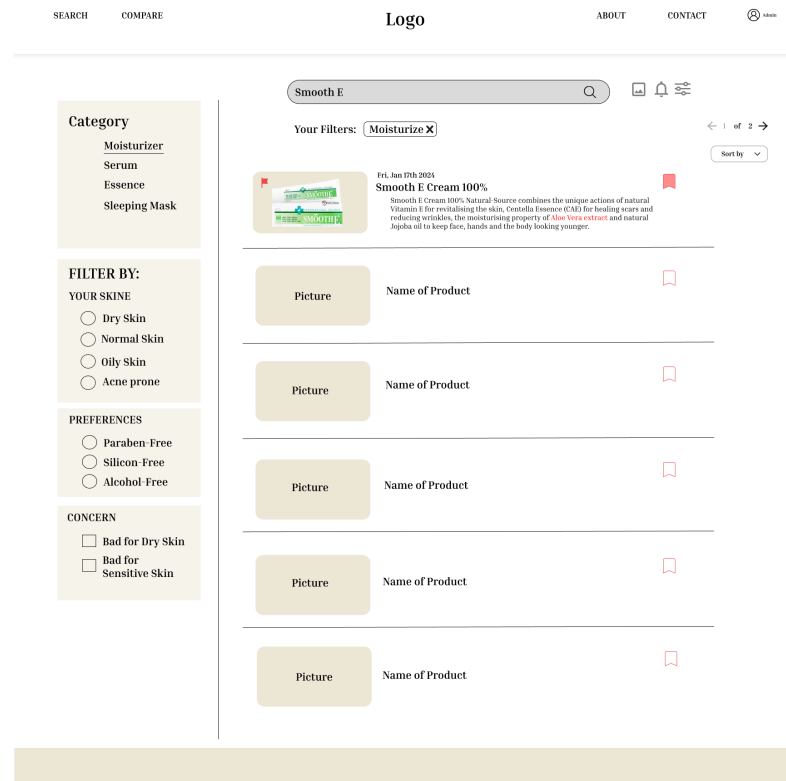 SEARCH COMPARE Logo ABOUT CONTACT Admin
Smooth E
Your Filters: Moisturize X
1 of 2
Sort by
Category
Moisturizer
Serum
Essence
Sleeping Mask
FILTER BY:
YOUR SKINE
Dry Skin
Normal Skin
Oily Skin
Acne prone
PREFERENCES
Paraben-Free
Silicon-Free
Alcohol-Free
CONCERN
Bad for Dry Skin
Bad for
Sensitive Skin
SMOOTH E
SMOOTH E
Fri, Jan 17th 2024
Smooth E Cream 100%
Smooth E Cream 100% Natural-Source combines the unique actions of natural
Vitamin E for revitalising the skin, Centella Essence (CAE) for healing scars and
reducing wrinkles, the moisturising property of Aloe Vera extract and natural
Jojoba oil to keep face, hands and the body looking younger.
Picture
Name of Product
Picture
Name of Product
Picture
Name of Product
Picture
Name of Product
Picture
Name of Product